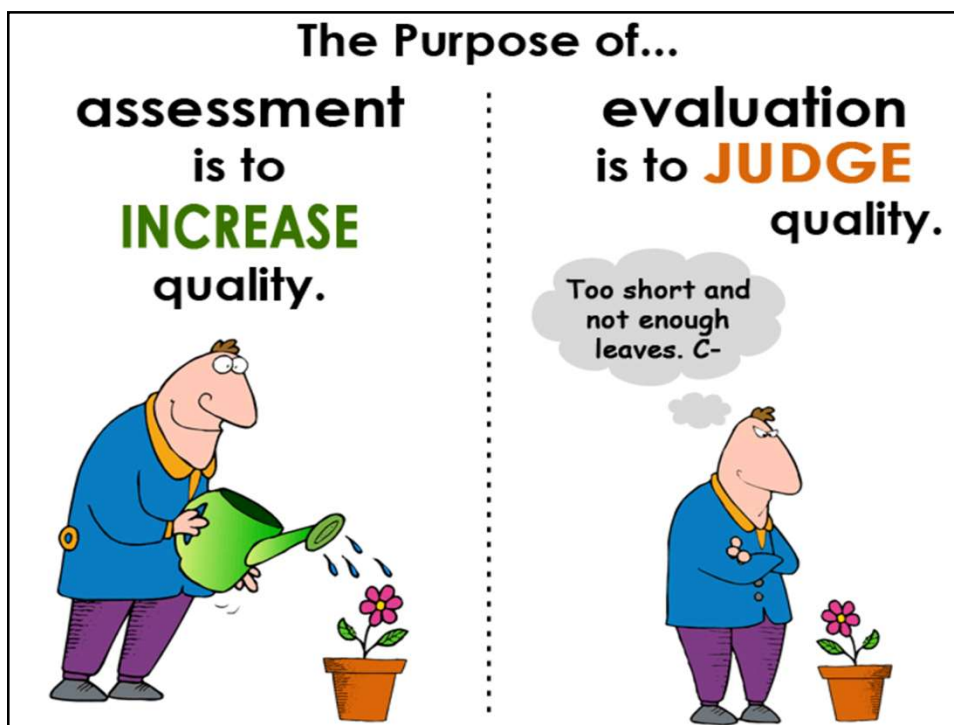 The Purpose of...
assessment
is to
INCREASE
quality.
evaluation
is to JUDGE
quality.
Too short and
not enough
leaves. C-